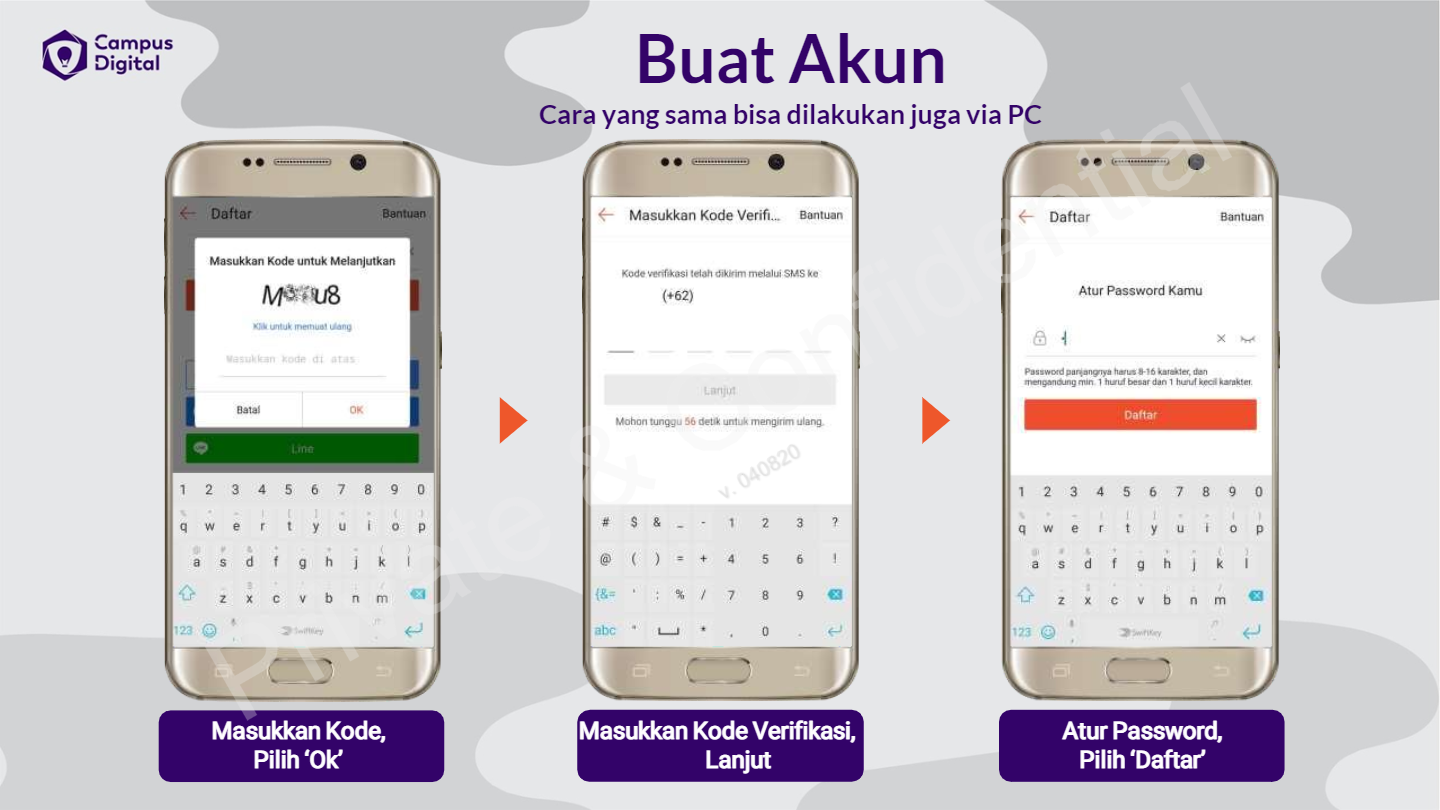 Campus
Digital
Buat Akun
Cara yang sama bisa dilakukan juga via PC
Daftar
Bantuan
Masukkan Kode untuk Melanjutkan
Klik untuk memuat ulang
Masukkan kode di atas
Batal
OK
Line
1 2 3 4 5 6 7 8 9 0
q w e r t y u i o p
a s d f g h j k l
z x c v b n m
123
SwiftKey
Masukkan Kode,
Pilih ‘Ok’
Masukkan Kode Verifi...
Bantuan
Kode verifikasi telah dikirim melalui SMS ke
(+62)
Lanjut
Mohon tunggu 56 detik untuk mengirim ulang.
# $ & _ - 1 2 3 ?
@ ( ) = + 4 5 6 !
{&= ' : % / 7 8 9
abc " * , 0 .
Masukkan Kode Verifikasi,
Lanjut
Daftar
Bantuan
Atur Password Kamu
Password panjangnya harus 8-16 karakter, dan
mengandung min. 1 huruf besar dan 1 huruf kecil karakter.
Daftar
1 2 3 4 5 6 7 8 9 0
q w e r t y u i o p
a s d f g h j k l
z x c v b n m
123
SwiftKey
Atur Password,
Pilih ‘Daftar’
Private & Confidential
v. 040820